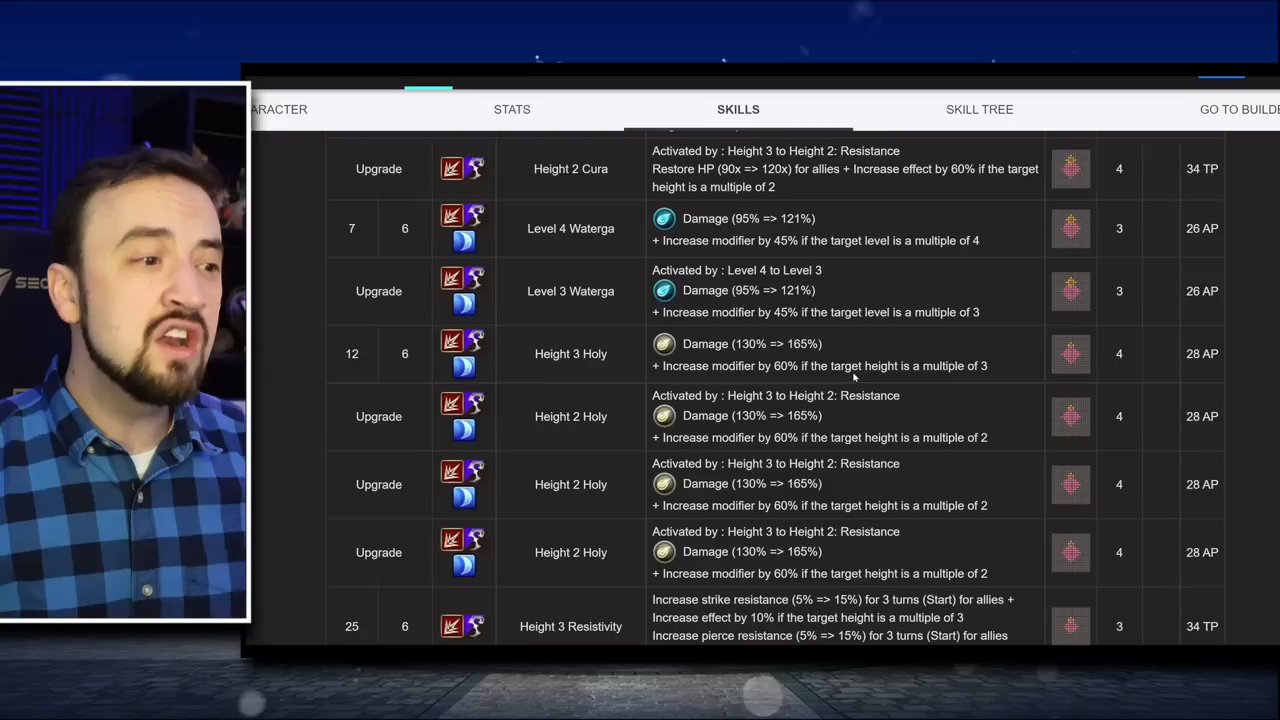 ARACTER
STATS
SKILLS
SKILL TREE
GO TO BUILDE
Upgrade
Height 2 Cura
Activated by : Height 3 to Height 2: Resistance
Restore HP (90x => 120x) for allies + Increase effect by 60% if the target
height is a multiple of 2
4
34 TP
7
6
Level 4 Waterga
Damage (95% => 121%)
+ Increase modifier by 45% if the target level is a multiple of 4
3
26 AP
Upgrade
Level 3 Waterga
Activated by : Level 4 to Level 3
Damage (95% => 121%)
+ Increase modifier by 45% if the target level is a multiple of 3
3
26 AP
12
6
Height 3 Holy
Damage (130% => 165%)
+ Increase modifier by 60% if the target height is a multiple of 3
4
28 AP
Upgrade
Height 2 Holy
Activated by : Height 3 to Height 2: Resistance
Damage (130% => 165%)
+ Increase modifier by 60% if the target height is a multiple of 2
4
28 AP
Upgrade
Height 2 Holy
Activated by : Height 3 to Height 2: Resistance
Damage (130% => 165%)
+ Increase modifier by 60% if the target height is a multiple of 2
4
28 AP
Upgrade
Height 2 Holy
Activated by : Height 3 to Height 2: Resistance
Damage (130% => 165%)
+ Increase modifier by 60% if the target height is a multiple of 2
4
28 AP
25
6
Height 3 Resistivity
Increase strike resistance (5% => 15%) for 3 turns (Start) for allies +
Increase effect by 10% if the target height is a multiple of 3
Increase pierce resistance (5% => 15%) for 3 turns (Start) for allies
3
34 TP